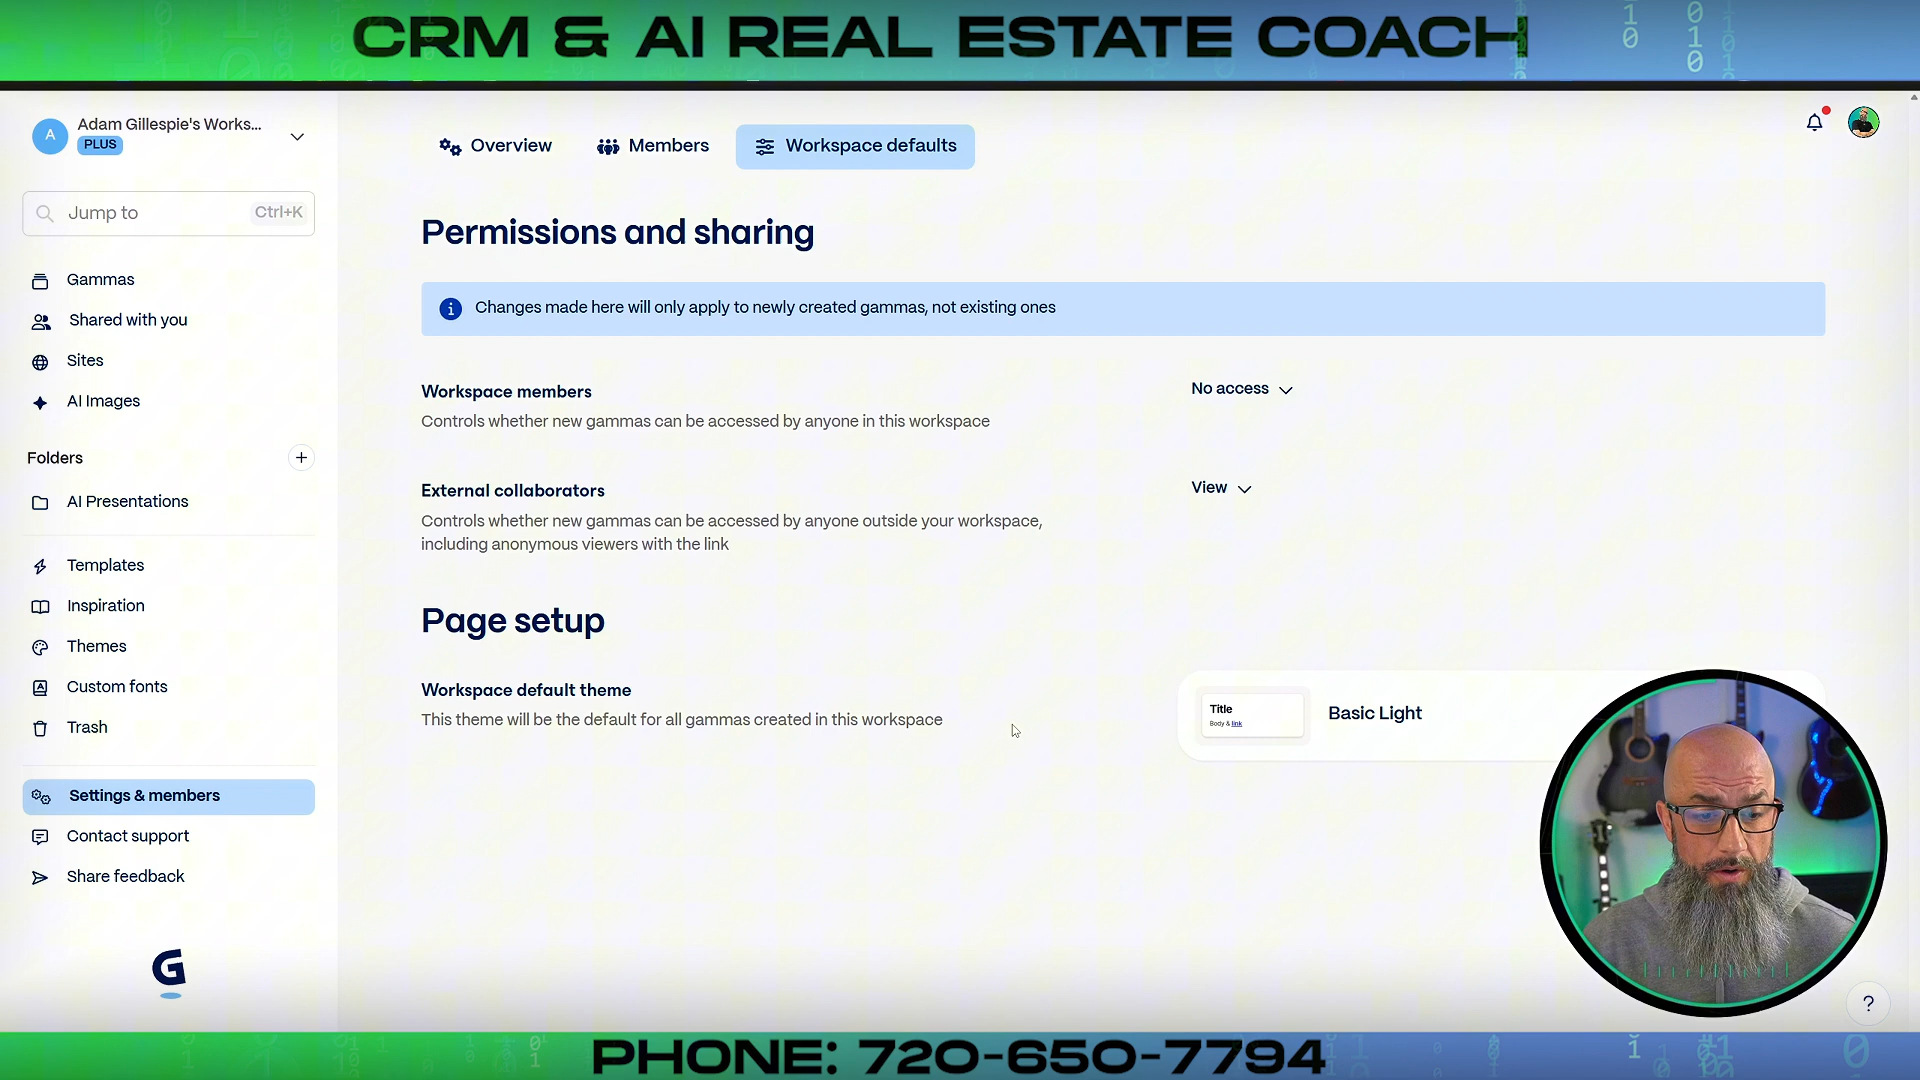 CRM & AI REAL ESTATE COACH
A
Adam Gillespie's Works...
PLUS
Jump to
Ctrl+K
Gammas
Shared with you
Sites
AI Images
Folders
AI Presentations
Templates
Inspiration
Themes
Custom fonts
Trash
Settings & members
Contact support
Share feedback
Overview
Members
Workspace defaults
Permissions and sharing
Changes made here will only apply to newly created gammas, not existing ones
Workspace members
No access
Controls whether new gammas can be accessed by anyone in this workspace
External collaborators
View
Controls whether new gammas can be accessed by anyone outside your workspace,
including anonymous viewers with the link
Page setup
Workspace default theme
This theme will be the default for all gammas created in this workspace
Title
Body & link
Basic Light
?
PHONE: 720-650-7794